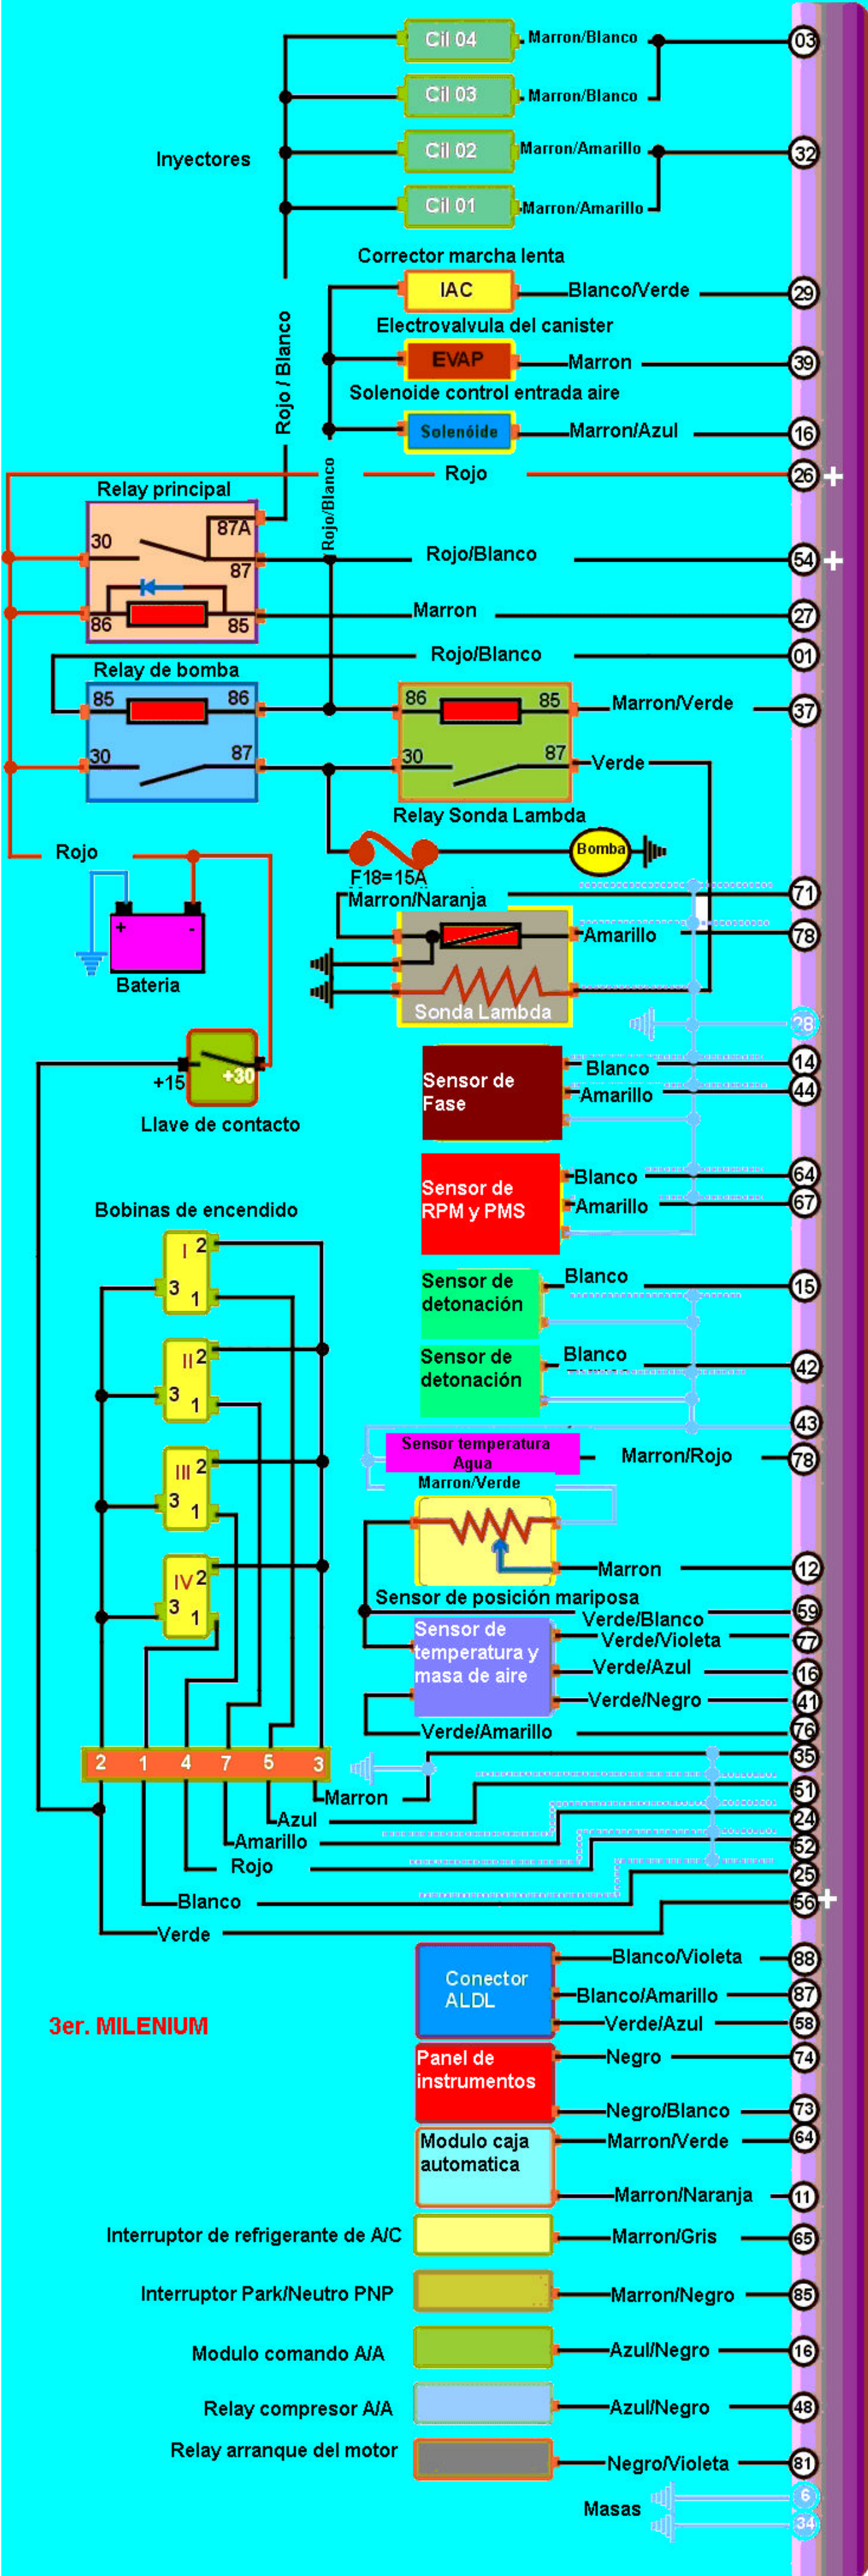 Cil 04 Marron/Blanco 03
Cil 03 Marron/Blanco
Inyectores
Cil 02 Marron/Amarillo 32
Cil 01 Marron/Amarillo
Corrector marcha lenta
IAC Blanco/Verde 29
Electrovalvula del canister
EVAP Marron 39
Solenoide control entrada aire
Solenóide Marron/Azul 16
Rojo / Blanco
Rojo/Blanco
Rojo 26 +
Relay principal
87A
30
87
Rojo/Blanco 54 +
86 85 Marron 27
Rojo/Blanco 01
Relay de bomba
85 86 86 85 Marron/Verde 37
30 87 30 87 Verde
Relay Sonda Lambda
Rojo
Bomba
F18=15A
Marron/Naranja 71
+ -
Bateria
Amarillo 78
Sonda Lambda
28
+15 +30
Llave de contacto
Sensor de
Fase
Blanco 14
Amarillo 44
Sensor de
RPM y PMS
Blanco 64
Amarillo 67
Bobinas de encendido
I 2
3
1
Sensor de
detonación
Blanco 15
II 2
3
1
Sensor de
detonación
Blanco 42
43
Sensor temperatura
Agua
Marron/Rojo 78
III 2
3
1
Marron/Verde
Marron 12
IV 2
3
1
Sensor de posición mariposa
Verde/Blanco 59
Sensor de
temperatura y
masa de aire
Verde/Violeta 77
Verde/Azul 16
Verde/Negro 41
Verde/Amarillo 76
2 1 4 7 5 3
35
Marron
51
Azul
24
Amarillo
52
Rojo
25
Blanco
56 +
Verde
Conector
ALDL
Blanco/Violeta 88
Blanco/Amarillo 87
Verde/Azul 58
3er. MILENIUM
Panel de
instrumentos
Negro 74
Negro/Blanco 73
Modulo caja
automatica
Marron/Verde 64
Marron/Naranja 11
Interruptor de refrigerante de A/C Marron/Gris 65
Interruptor Park/Neutro PNP Marron/Negro 85
Modulo comando A/A Azul/Negro 16
Relay compresor A/A Azul/Negro 48
Relay arranque del motor Negro/Violeta 81
Masas
6
34